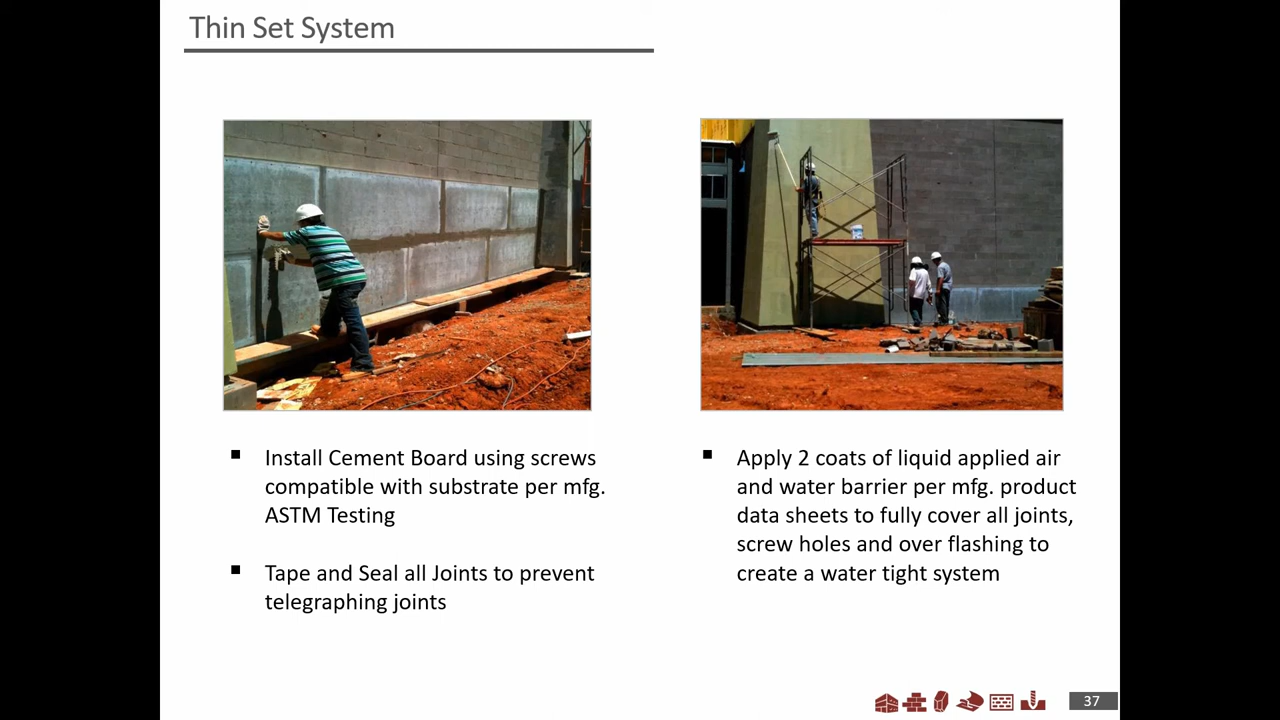 Thin Set System
Install Cement Board using screws
compatible with substrate per mfg.
ASTM Testing
Tape and Seal all Joints to prevent
telegraphing joints
Apply 2 coats of liquid applied air
and water barrier per mfg. product
data sheets to fully cover all joints,
screw holes and over flashing to
create a water tight system
37